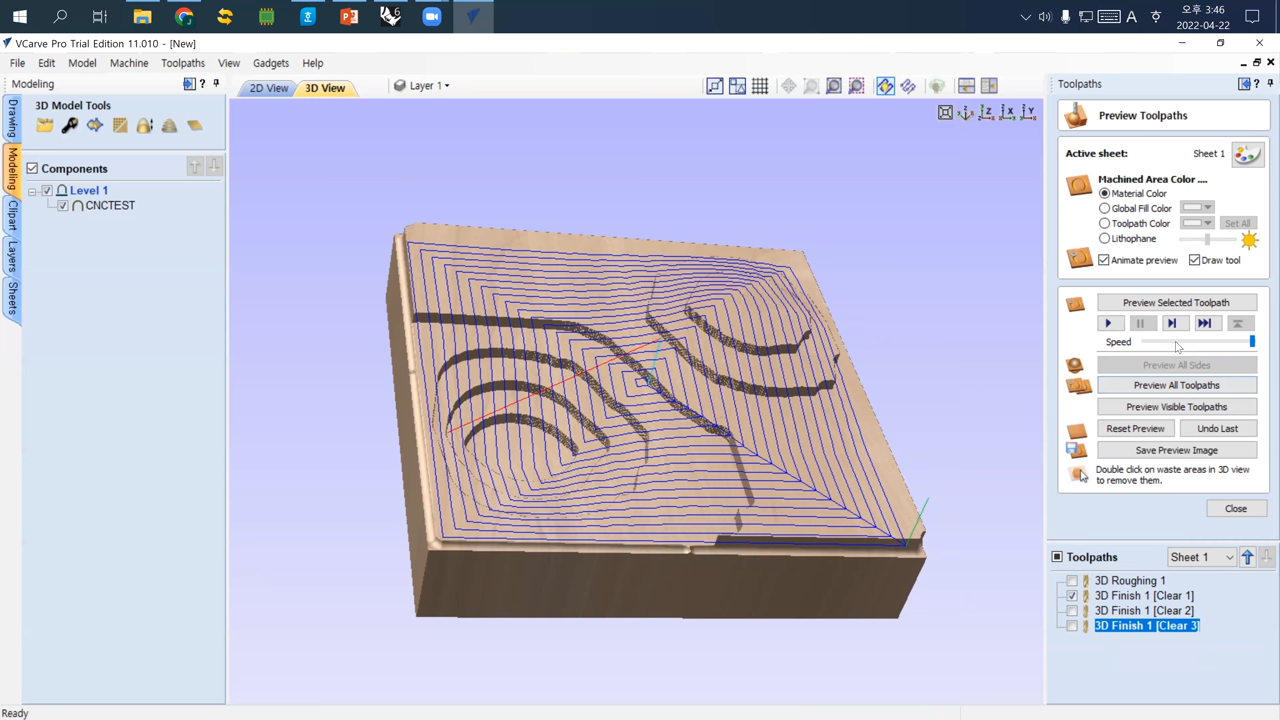 오후 3:46
2022-04-22
VCarve Pro Trial Edition 11.010 - [New]
File Edit Model Machine Toolpaths View Gadgets Help
Modeling
2D View 3D View Layer 1
Toolpaths
3D Model Tools
Preview Toolpaths
Drawing
Modeling
Clipart
Layers
Sheets
Components
Level 1
CNCTEST
Active sheet: Sheet 1
Machined Area Color ....
Material Color
Global Fill Color
Toolpath Color Set All
Lithophane
Animate preview Draw tool
Preview Selected Toolpath
Speed
Preview All Sides
Preview All Toolpaths
Preview Visible Toolpaths
Reset Preview Undo Last
Save Preview Image
Double click on waste areas in 3D view
to remove them.
Close
Toolpaths Sheet 1
3D Roughing 1
3D Finish 1 [Clear 1]
3D Finish 1 [Clear 2]
3D Finish 1 [Clear 3]
Ready